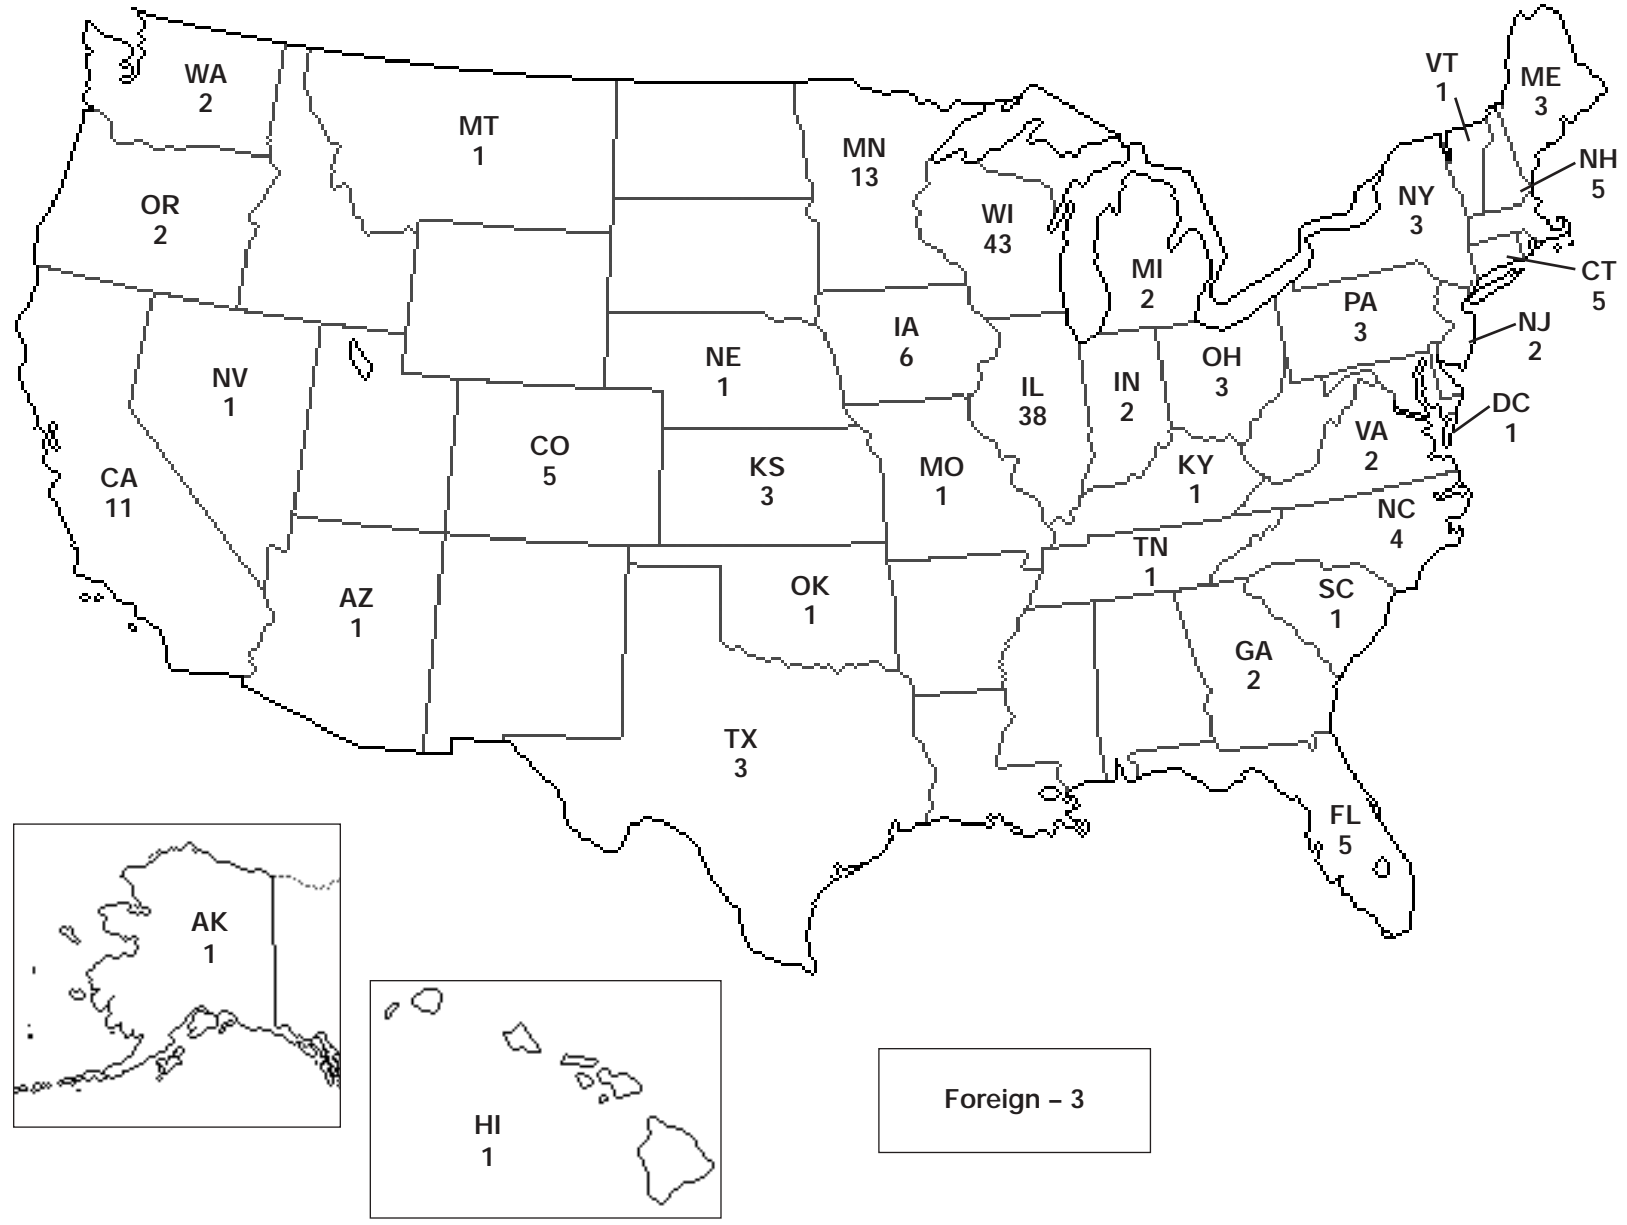 VT
1
ME
3
WA
2
MT
1
MN
13
NH
5
NY
3
OR
2
WI
43
MI
2
CT
5
PA
3
NJ
2
IA
6
OH
3
NE
1
NV
1
IN
2
IL
38
DC
1
VA
2
CO
5
KS
3
MO
1
KY
1
CA
11
NC
4
TN
1
OK
1
AZ
1
SC
1
GA
2
TX
3
FL
5
AK
1
HI
1
Foreign – 3